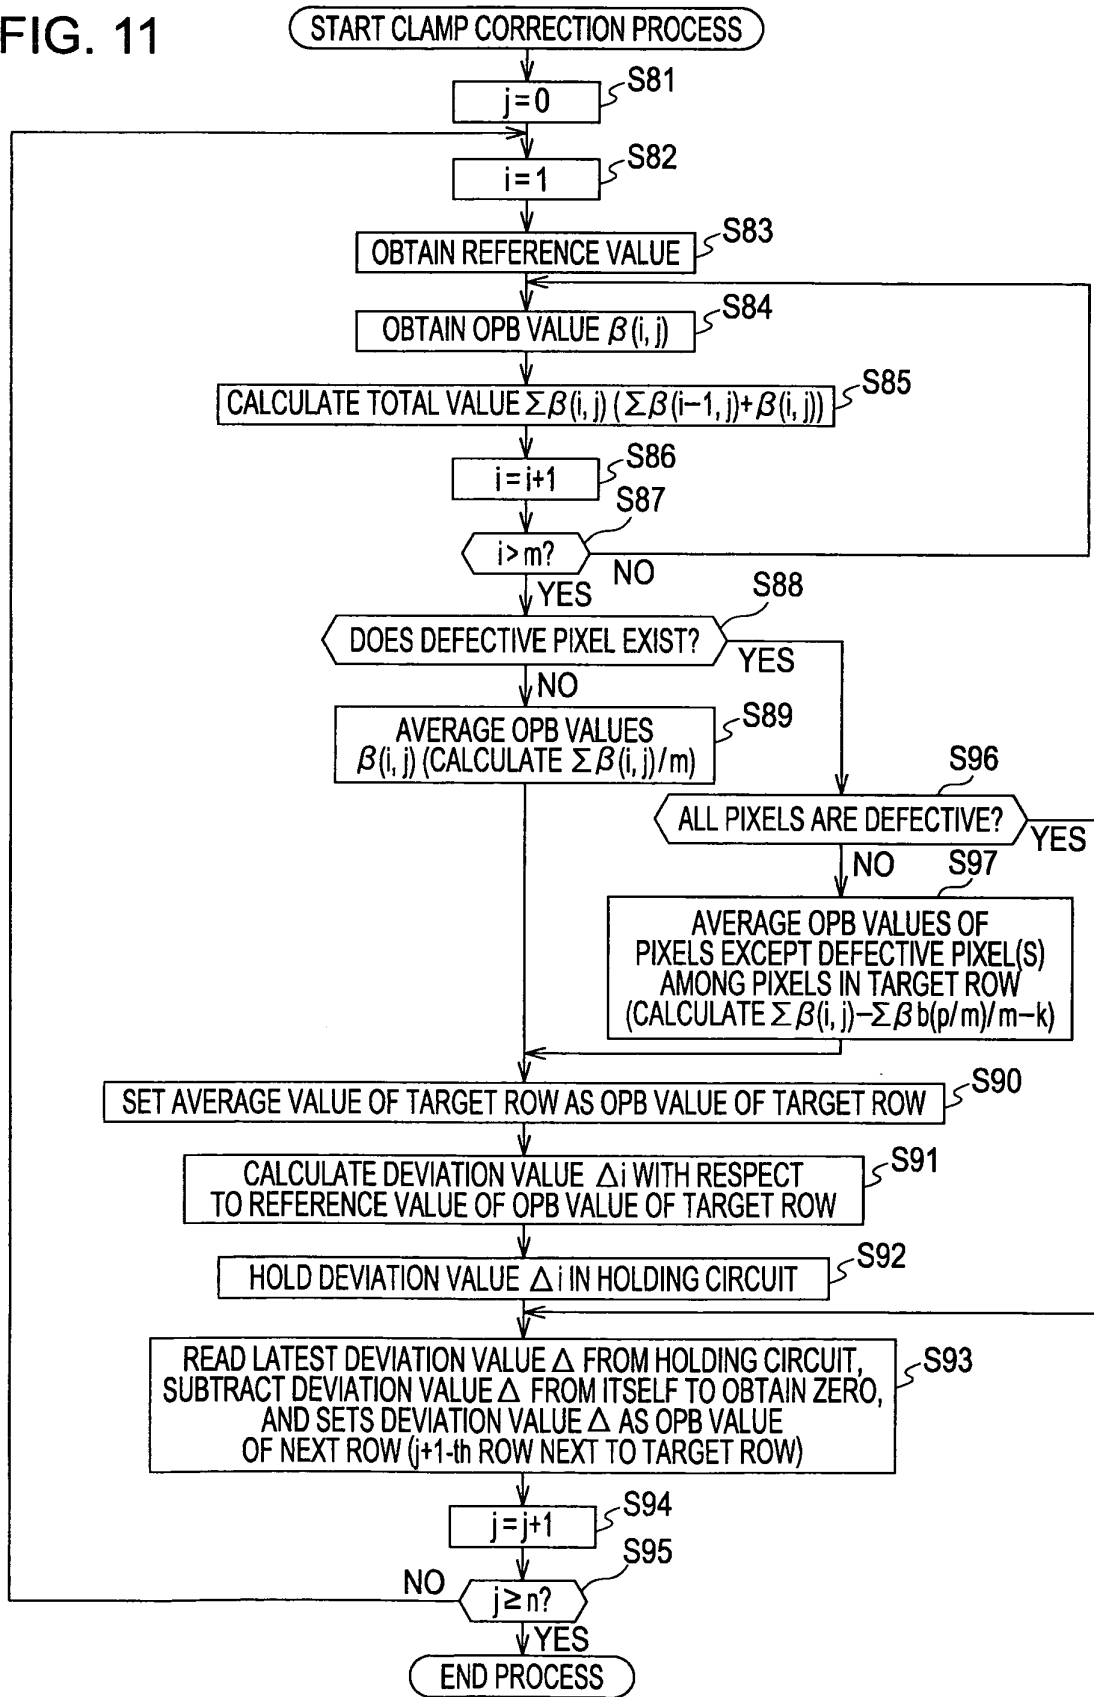 FIG. 11
START CLAMP CORRECTION PROCESS
S81
j=0
S82
i=1
S83
OBTAIN REFERENCE VALUE
S84
OBTAIN OPB VALUE β(i, j)
S85
CALCULATE TOTAL VALUE Σβ(i, j) (Σβ(i−1, j)+β(i, j))
S86
i=i+1
S87
i>m?
NO
YES
S88
DOES DEFECTIVE PIXEL EXIST?
YES
NO
S89
AVERAGE OPB VALUES
β(i, j) (CALCULATE Σβ(i, j)/m)
S96
ALL PIXELS ARE DEFECTIVE?
YES
NO
S97
AVERAGE OPB VALUES OF
PIXELS EXCEPT DEFECTIVE PIXEL(S)
AMONG PIXELS IN TARGET ROW
(CALCULATE Σβ(i, j)−Σβb(p/m)/m−k)
S90
SET AVERAGE VALUE OF TARGET ROW AS OPB VALUE OF TARGET ROW
S91
CALCULATE DEVIATION VALUE Δi WITH RESPECT
TO REFERENCE VALUE OF OPB VALUE OF TARGET ROW
S92
HOLD DEVIATION VALUE Δi IN HOLDING CIRCUIT
S93
READ LATEST DEVIATION VALUE Δ FROM HOLDING CIRCUIT,
SUBTRACT DEVIATION VALUE Δ FROM ITSELF TO OBTAIN ZERO,
AND SETS DEVIATION VALUE Δ AS OPB VALUE
OF NEXT ROW (j+1-th ROW NEXT TO TARGET ROW)
S94
j=j+1
S95
NO
j≥n?
YES
END PROCESS